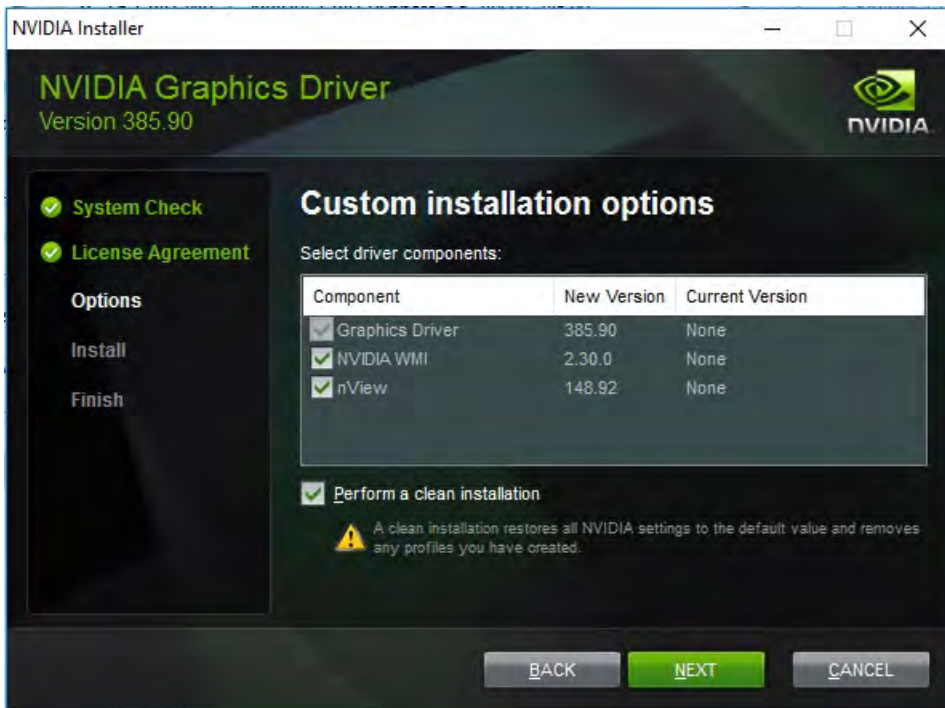 NVIDIA Installer
NVIDIA Graphics Driver
Version 385.90
NVIDIA
System Check
License Agreement
Options
Install
Finish
Custom installation options
Select driver components:
Component New Version Current Version
Graphics Driver 385.90 None
NVIDIA WMI 2.30.0 None
nView 148.92 None
Perform a clean installation
A clean installation restores all NVIDIA settings to the default value and removes
any profiles you have created.
BACK NEXT CANCEL